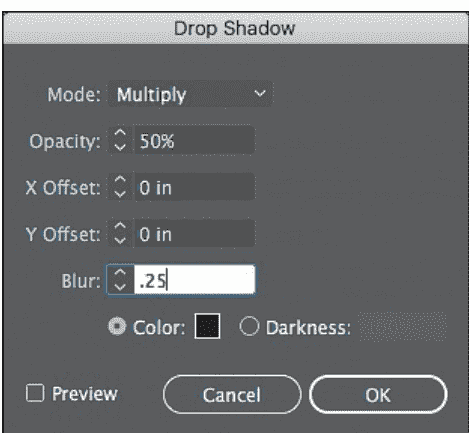 Drop Shadow
Mode: Multiply
Opacity: 50%
X Offset: 0 in
Y Offset: 0 in
Blur: .25
Color: Darkness:
Preview Cancel OK